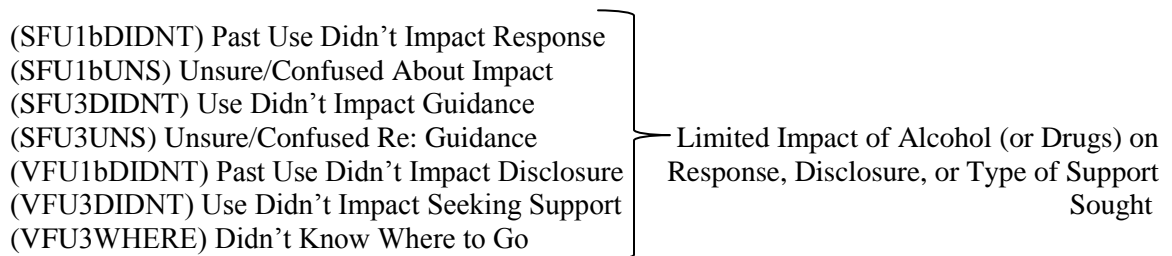 (SFU1bDIDNT) Past Use Didn’t Impact Response
(SFU1bUNS) Unsure/Confused About Impact
(SFU3DIDNT) Use Didn’t Impact Guidance
(SFU3UNS) Unsure/Confused Re: Guidance
(VFU1bDIDNT) Past Use Didn’t Impact Disclosure
(VFU3DIDNT) Use Didn’t Impact Seeking Support
(VFU3WHERE) Didn’t Know Where to Go
Limited Impact of Alcohol (or Drugs) on
Response, Disclosure, or Type of Support
Sought